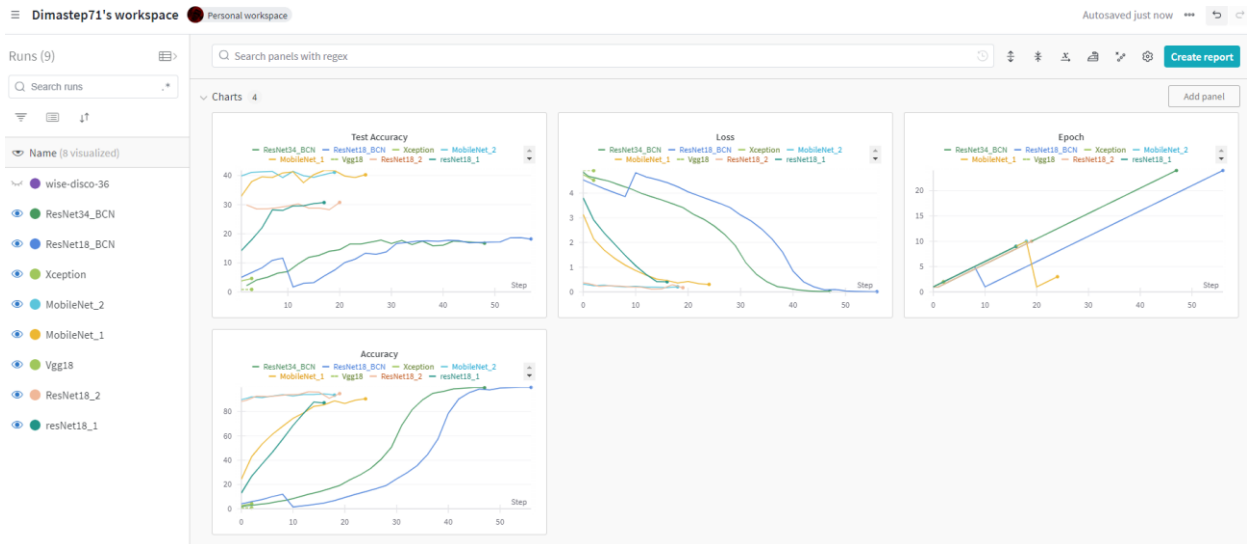 Dimastep71's workspace Personal workspace Autosaved just now
Runs (9) Search panels with regex Create report
Search runs .*
Charts 4 Add panel
Name (8 visualized)
wise-disco-36
ResNet34_BCN
ResNet18_BCN
Xception
MobileNet_2
MobileNet_1
Vgg18
ResNet18_2
resNet18_1
Test Accuracy
ResNet34_BCN ResNet18_BCN Xception MobileNet_2
MobileNet_1 Vgg18 ResNet18_2 resNet18_1
40
30
20
10
0
Step
10 20 30 40 50
Loss
ResNet34_BCN ResNet18_BCN Xception MobileNet_2
MobileNet_1 Vgg18 ResNet18_2 resNet18_1
4
3
2
1
0
Step
0 10 20 30 40 50
Epoch
ResNet34_BCN ResNet18_BCN Xception MobileNet_2
MobileNet_1 Vgg18 ResNet18_2 resNet18_1
20
15
10
5
0
Step
0 10 20 30 40 50
Accuracy
ResNet34_BCN ResNet18_BCN Xception MobileNet_2
MobileNet_1 Vgg18 ResNet18_2 resNet18_1
80
60
40
20
0
Step
0 10 20 30 40 50